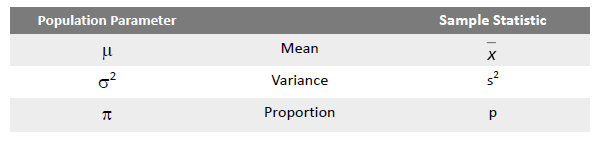 Population Parameter Sample Statistic
μ Mean x̄
σ² Variance s²
π Proportion p